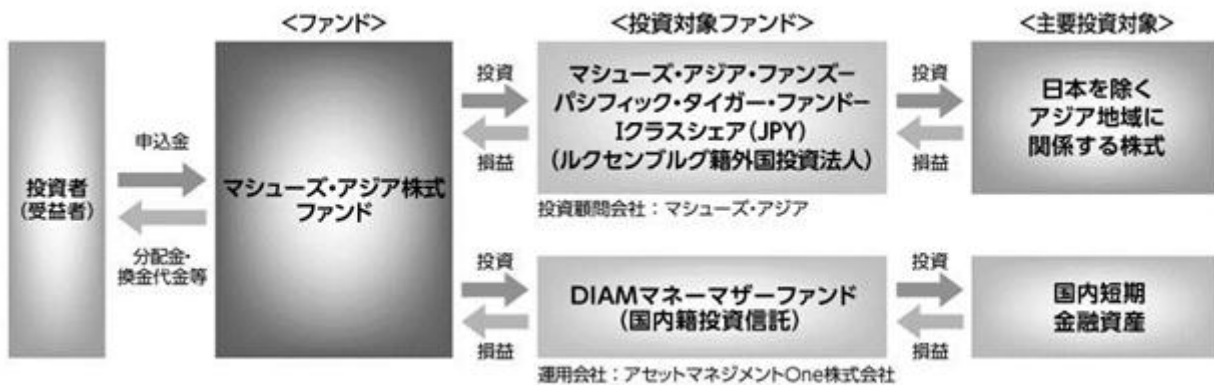 <ファンド>
<投資対象ファンド>
<主要投資対象>
投資者
(受益者)
申込金
分配金・
換金代金等
マシューズ・アジア株式
ファンド
投資
損益
マシューズ・アジア・ファンズー
パシフィック・タイガー・ファンドー
Iクラスシェア(JPY)
(ルクセンブルグ籍外国投資法人)
投資顧問会社:マシューズ・アジア
投資
損益
日本を除く
アジア地域に
関係する株式
投資
損益
DIAMマネーマザーファンド
(国内籍投資信託)
運用会社:アセットマネジメントOne株式会社
投資
損益
国内短期
金融資産